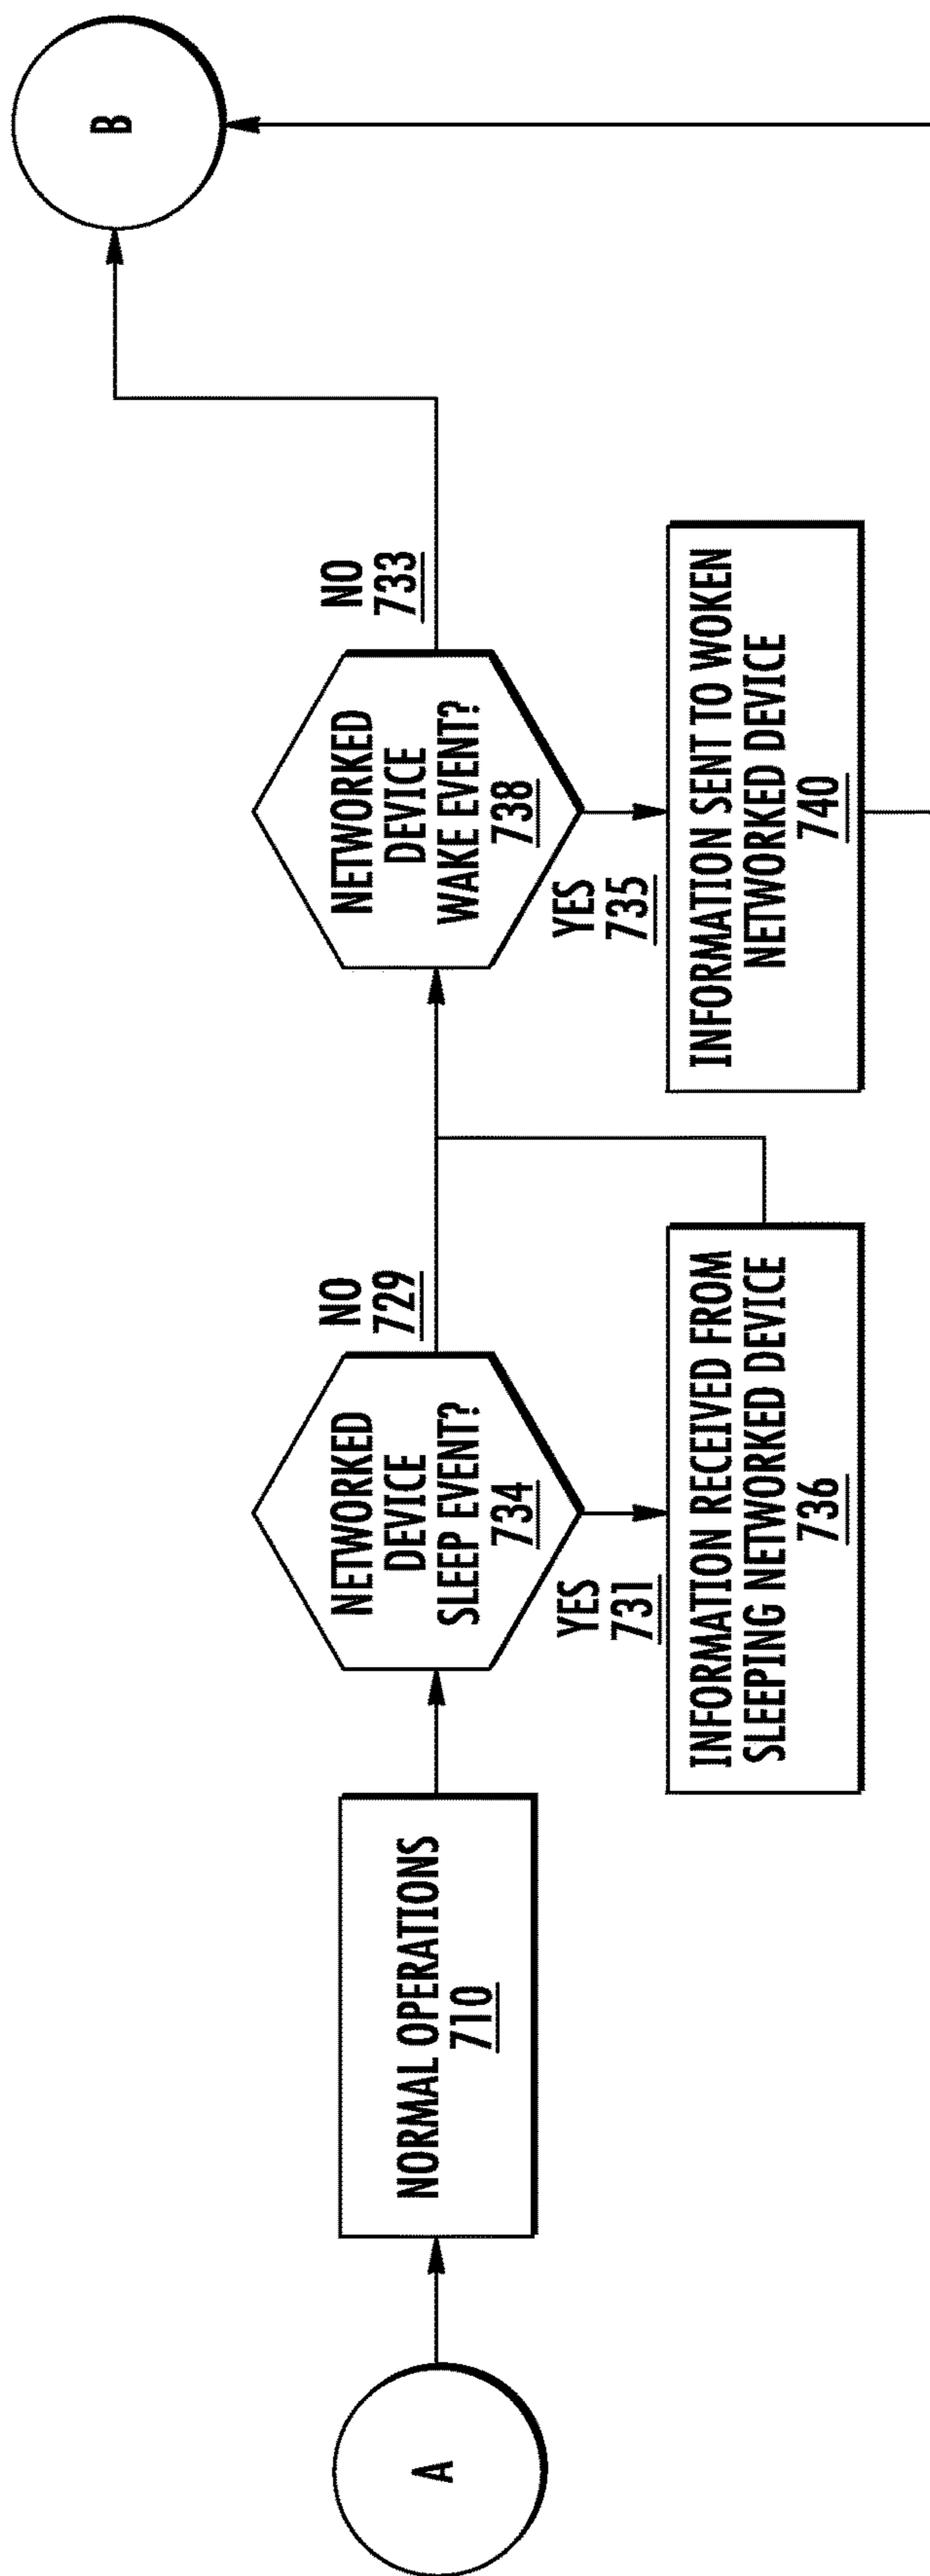 A
NORMAL OPERATIONS
710
NETWORKED
DEVICE
SLEEP EVENT?
734
NO
729
YES
731
INFORMATION RECEIVED FROM
SLEEPING NETWORKED DEVICE
736
NETWORKED
DEVICE
WAKE EVENT?
738
NO
733
YES
735
INFORMATION SENT TO WOKEN
NETWORKED DEVICE
740
B